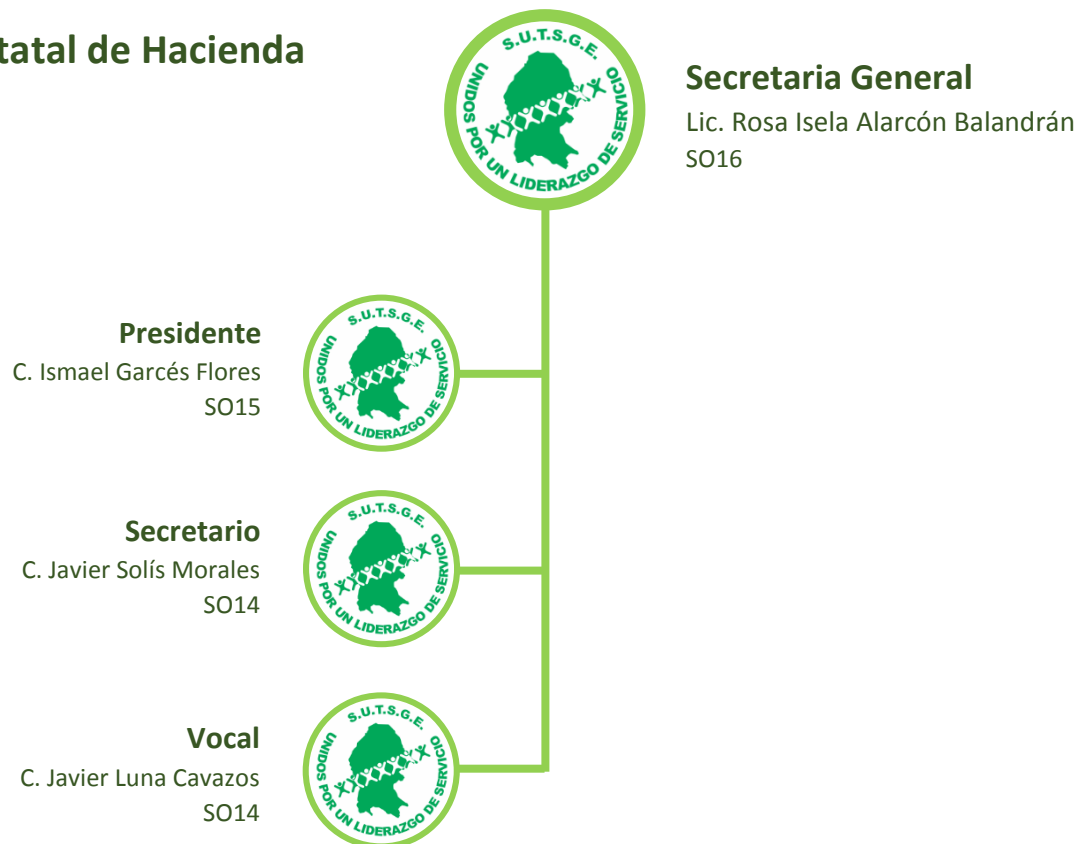 tatal de Hacienda
S.U.T.S.G.E.
UNIDOS POR UN LIDERAZGO DE SERVICIO
Secretaria General
Lic. Rosa Isela Alarcón Balandrán
SO16
Presidente
C. Ismael Garcés Flores
SO15
S.U.T.S.G.E.
UNIDOS POR UN LIDERAZGO DE SERVICIO
Secretario
C. Javier Solís Morales
SO14
S.U.T.S.G.E.
UNIDOS POR UN LIDERAZGO DE SERVICIO
Vocal
C. Javier Luna Cavazos
SO14
S.U.T.S.G.E.
UNIDOS POR UN LIDERAZGO DE SERVICIO